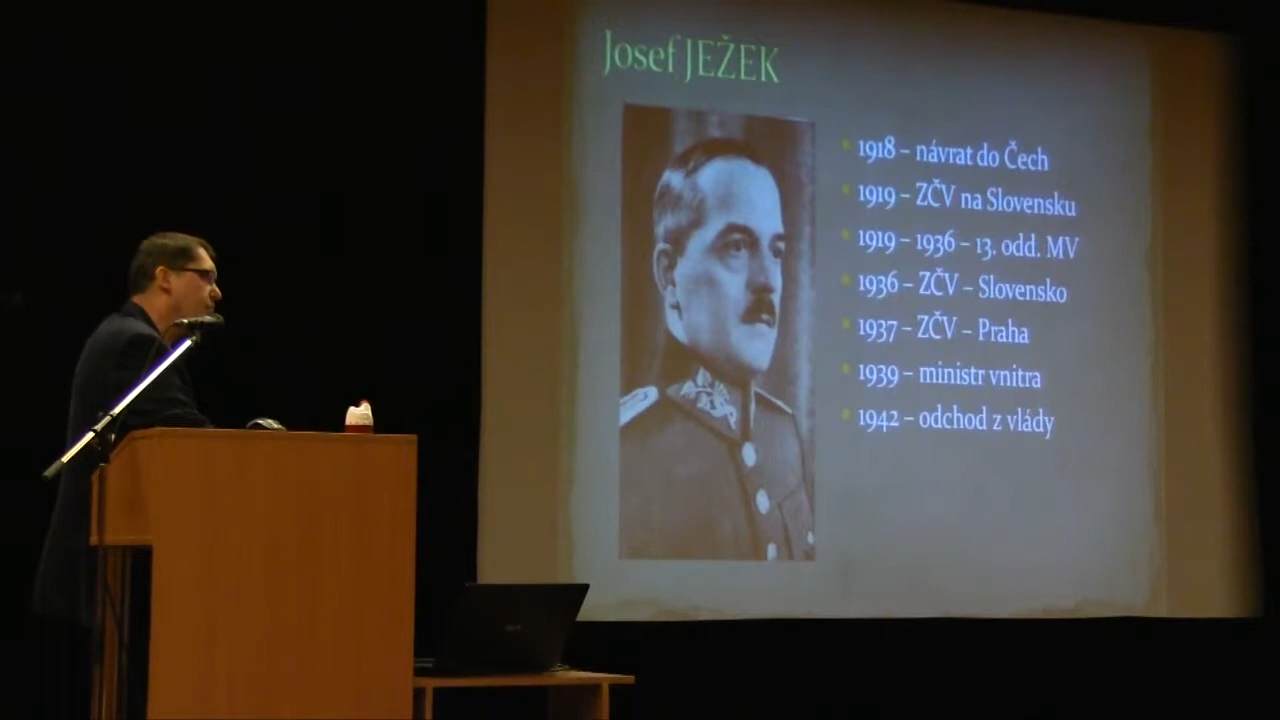 Josef JEŽEK
1918 – návrat do Čech
1919 – ZČV na Slovensku
1919 – 1936 – 13. odd. MV
1936 – ZČV – Slovensko
1937 – ZČV – Praha
1939 – ministr vnitra
1942 – odchod z vlády